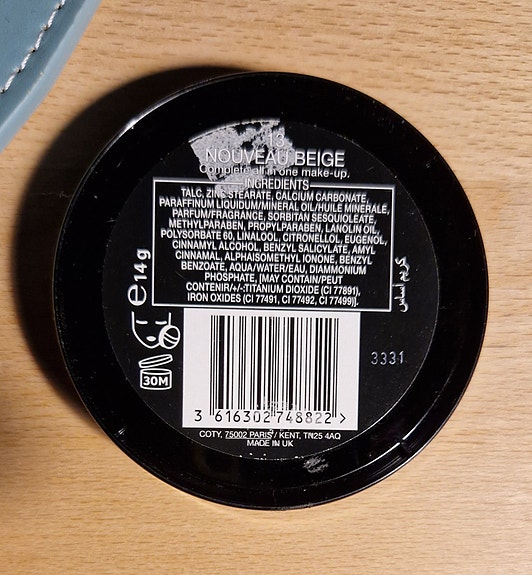 NOUVEAU BEIGE
Complete all in one make-up.
INGREDIENTS
TALC, ZINC STEARATE, CALCIUM CARBONATE,
PARAFFINUM LIQUIDUM/MINERAL OIL/HUILE MINERALE,
PARFUM/FRAGRANCE, SORBITAN SESQUIOLEATE,
METHYLPARABEN, PROPYLPARABEN, LANOLIN OIL,
POLYSORBATE 60, LINALOOL, CITRONELLOL, EUGENOL,
CINNAMYL ALCOHOL, BENZYL SALICYLATE, AMYL
CINNAMAL, ALPHAISOMETHYL IONONE, BENZYL
BENZOATE, AQUA/WATER/EAU, DIAMMONIUM
PHOSPHATE, [MAY CONTAIN/PEUT
CONTENIR/+/-:TITANIUM DIOXIDE (CI 77891),
IRON OXIDES (CI 77491, CI 77492, CI 77499)].
e 14 g
كريم أساس
30M
3331
3 616302 748822 >
COTY, 75002 PARIS / KENT, TN25 4AQ
MADE IN UK